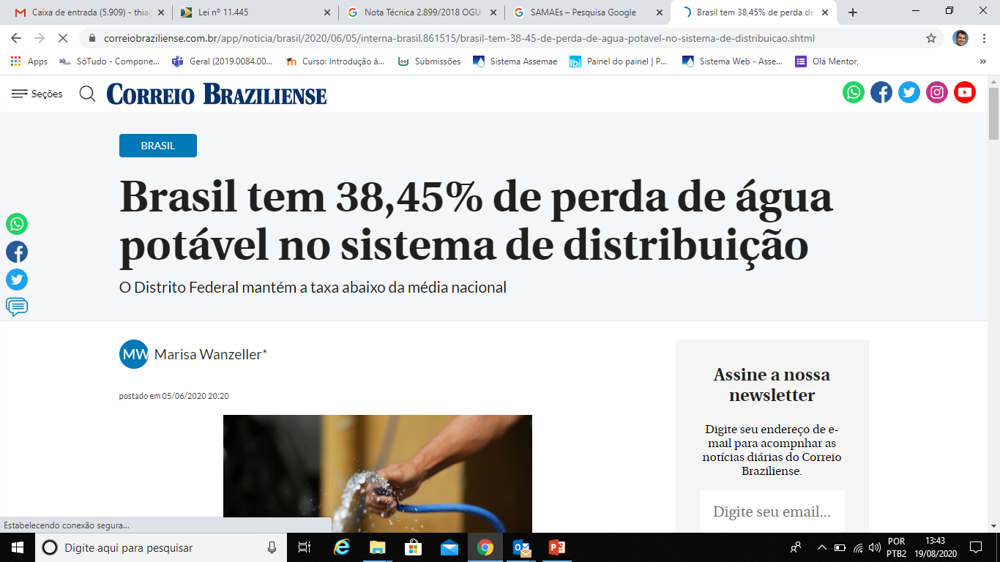 Caixa de entrada (5.909) - thiag
Lei nº 11.445
Nota Técnica 2.899/2018 OGU
SAMAEs – Pesquisa Google
Brasil tem 38,45% de perda de
correiobraziliense.com.br/app/noticia/brasil/2020/06/05/interna-brasil,861515/brasil-tem-38-45-de-perda-de-agua-potavel-no-sistema-de-distribuicao.shtml
Apps
SóTudo - Compone...
Geral (2019.0084.00...
Curso: Introdução à...
Submissões
Sistema Assemae
Painel do painel | P...
Sistema Web - Asse...
Olá Mentor,
Seções
CORREIO BRAZILIENSE
BRASIL
Brasil tem 38,45% de perda de água
potável no sistema de distribuição
O Distrito Federal mantém a taxa abaixo da média nacional
MW
Marisa Wanzeller*
postado em 05/06/2020 20:20
Assine a nossa
newsletter
Digite seu endereço de e-
mail para acompnhar as
notícias diárias do Correio
Braziliense.
Digite seu email...
Estabelecendo conexão segura...
Digite aqui para pesquisar
POR
PTB2
13:43
19/08/2020